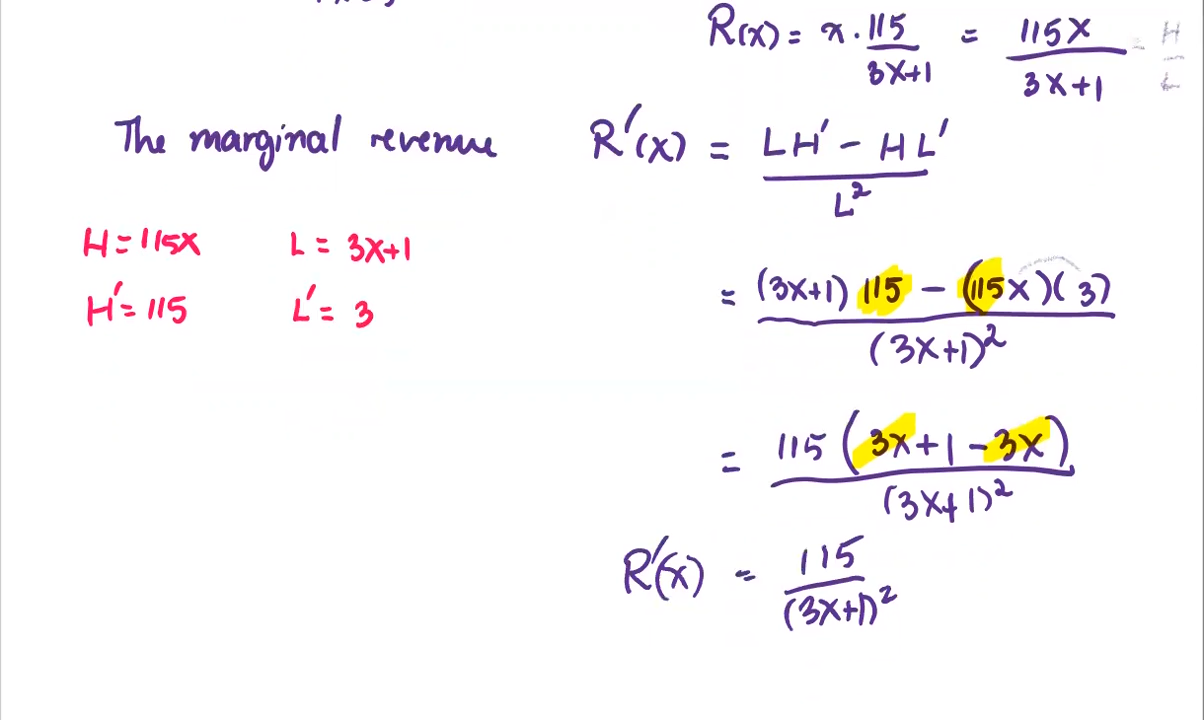 R(x) = x · 115/(3x+1) = 115x/(3x+1) = H/L
The marginal revenue R'(x) = (LH' - HL')/L²
H = 115x L = 3x+1
H' = 115 L' = 3
= ((3x+1) 115 - (115x)(3))/(3x+1)²
= 115(3x+1-3x)/(3x+1)²
R'(x) = 115/(3x+1)²